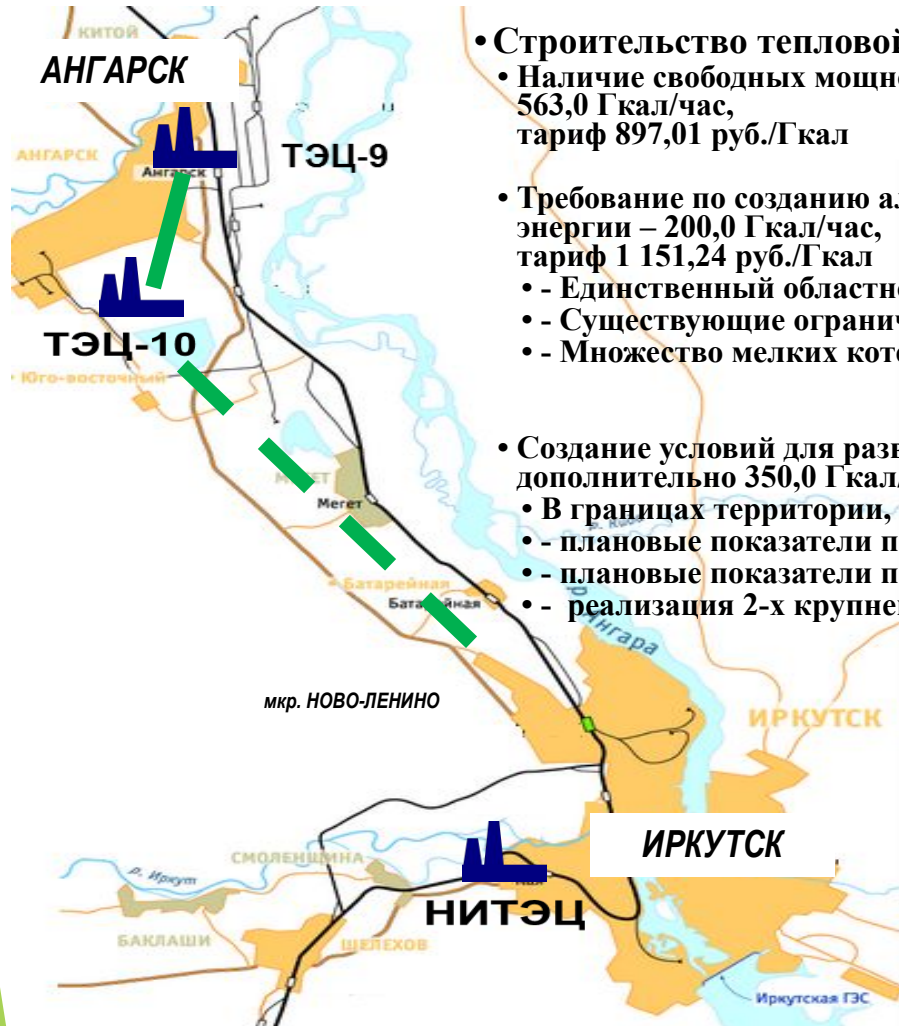 КИТОЙ
АНГАРСК
АНГАРСК
Ангарск
ТЭЦ-9
ТЭЦ-10
Юго-восточный
МЕГЕТ
Мегет
Батарейная
Батарейная
р. Ангара
мкр. НОВО-ЛЕНИНО
ИРКУТСК
ИРКУТСК
СМОЛЕНЩИНА
р. Иркут
НИТЭЦ
БАКЛАШИ
ШЕЛЕХОВ
Иркутская ГЭС
• Строительство тепловой
• Наличие свободных мощно
563,0 Гкал/час,
тариф 897,01 руб./Гкал
• Требование по созданию ал
энергии – 200,0 Гкал/час,
тариф 1 151,24 руб./Гкал
• - Единственный областно
• - Существующие огранич
• - Множество мелких кот
• Создание условий для разв
дополнительно 350,0 Гкал/
• В границах территории,
• - плановые показатели п
• - плановые показатели п
• - реализация 2-х крупне